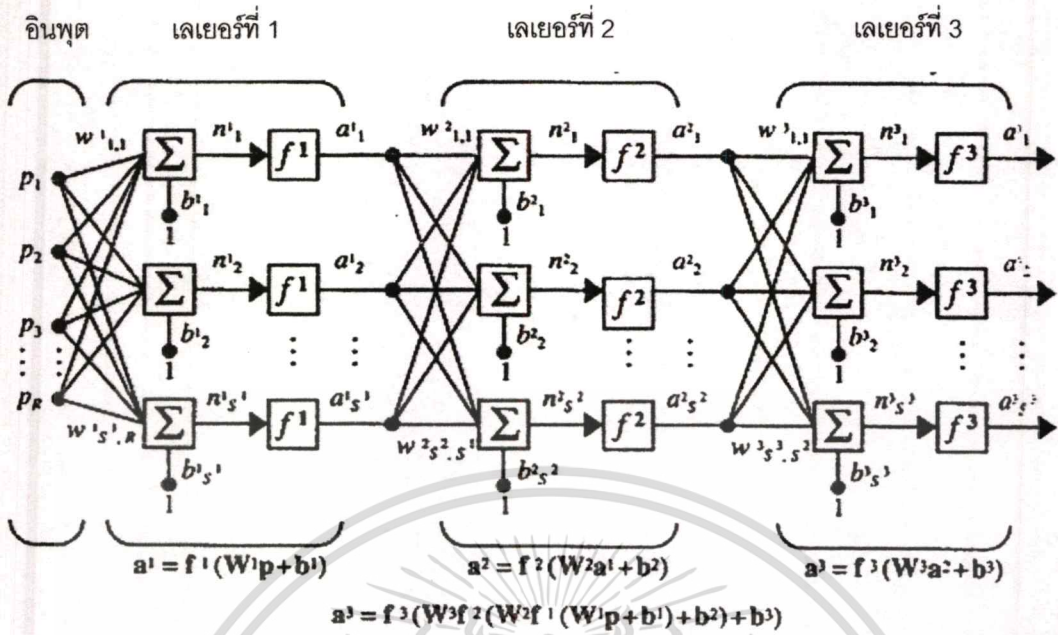 อินพุต เลเยอร์ที่ 1 เลเยอร์ที่ 2 เลเยอร์ที่ 3
w¹₁,₁ Σ n¹₁ f¹ a¹₁ w²₁,₁ Σ n²₁ f² a²₁ w³₁,₁ Σ n³₁ f³ a³₁
p₁ b¹₁ b²₁ b³₁
1 1 1
p₂ Σ n¹₂ f¹ a¹₂ Σ n²₂ f² a²₂ Σ n³₂ f³
p₃ b¹₂ b²₂ b³₂
1 1 1
p_R Σ n¹s¹ f¹ a¹s¹ Σ n²s² f² a²s² Σ n³s³ f³
w²s²,s¹ w³s³,s²
b¹s¹ b²s² b³s³
1 1 1
a¹ = f¹(W¹p+b¹) a² = f²(W²a¹+b²) a³ = f³(W³a²+b³)
a³ = f³(W³f²(W²f¹(W¹p+b¹)+b²)+b³)